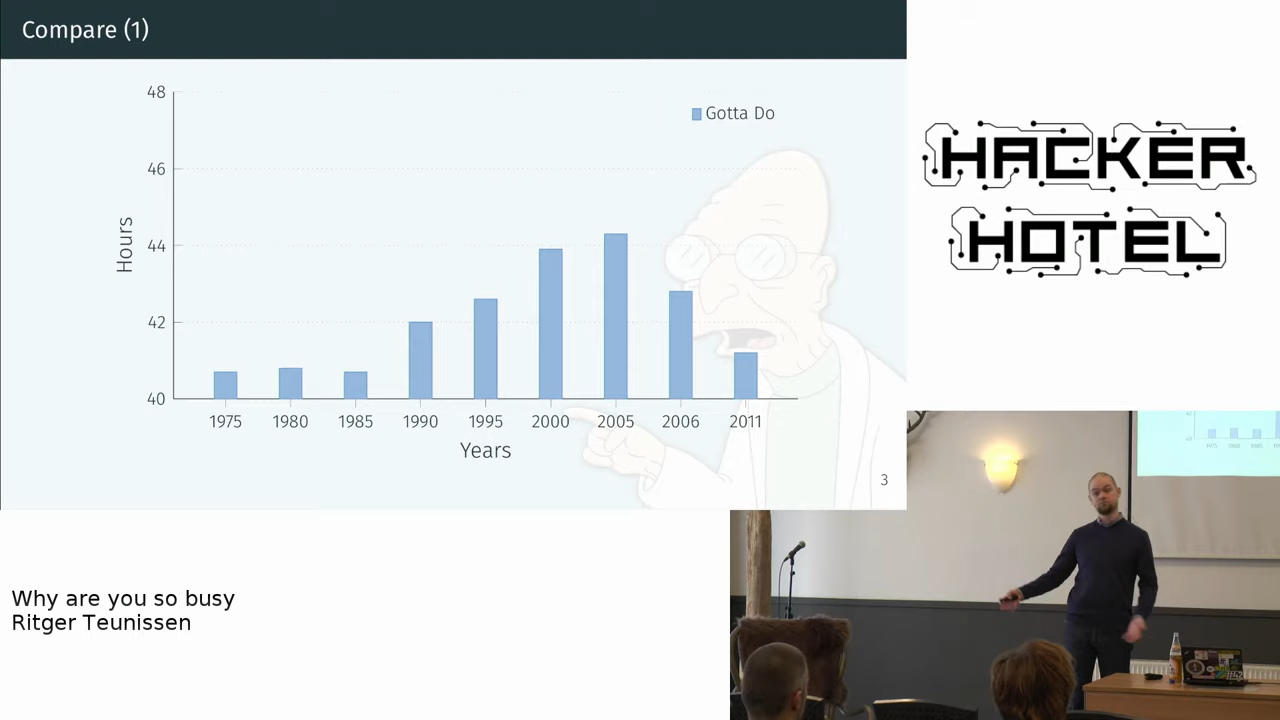 Compare (1)
48
Gotta Do
46
Hours
44
42
40
1975 1980 1985 1990 1995 2000 2005 2006 2011
Years
3
HACKER
HOTEL
Why are you so busy
Ritger Teunissen